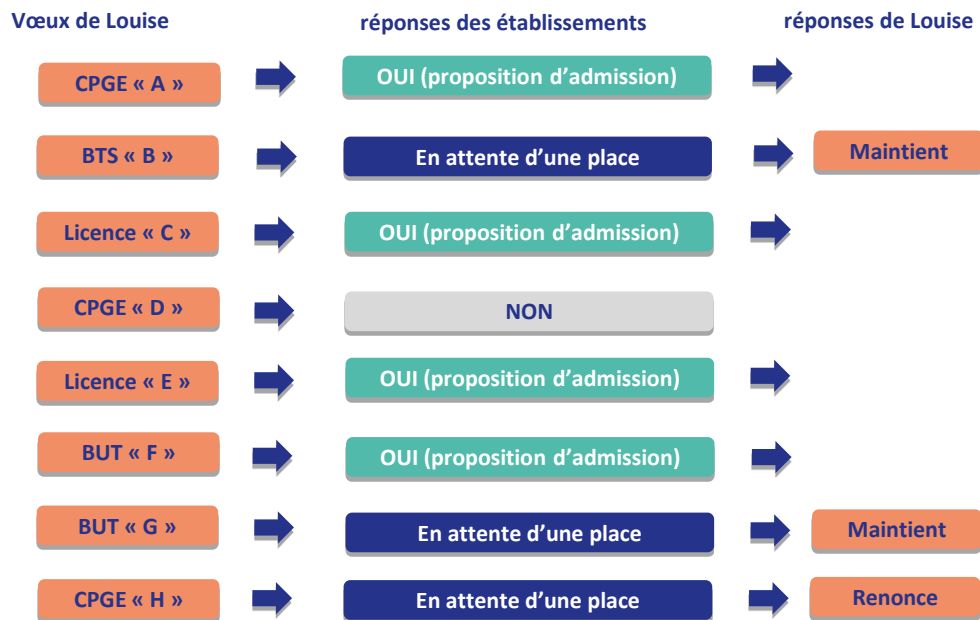 Vœux de Louise
réponses des établissements
réponses de Louise
CPGE « A »
OUI (proposition d'admission)
BTS « B »
En attente d'une place
Maintient
Licence « C »
OUI (proposition d'admission)
CPGE « D »
NON
Licence « E »
OUI (proposition d'admission)
BUT « F »
OUI (proposition d'admission)
BUT « G »
En attente d'une place
Maintient
CPGE « H »
En attente d'une place
Renonce